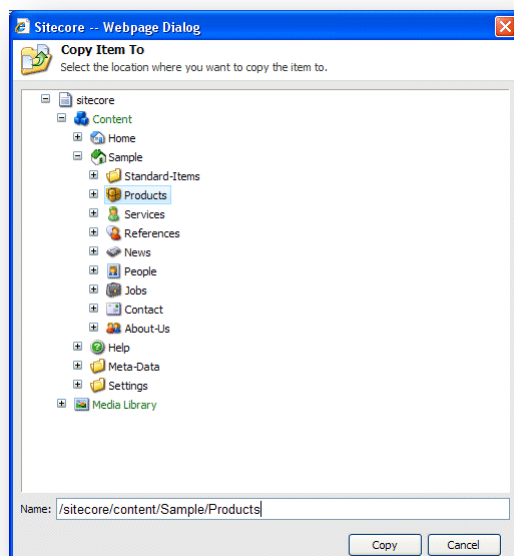 Sitecore -- Webpage Dialog
Copy Item To
Select the location where you want to copy the item to.
sitecore
Content
Home
Sample
Standard-Items
Products
Services
References
News
People
Jobs
Contact
About-Us
Help
Meta-Data
Settings
Media Library
Name: /sitecore/content/Sample/Products
Copy Cancel